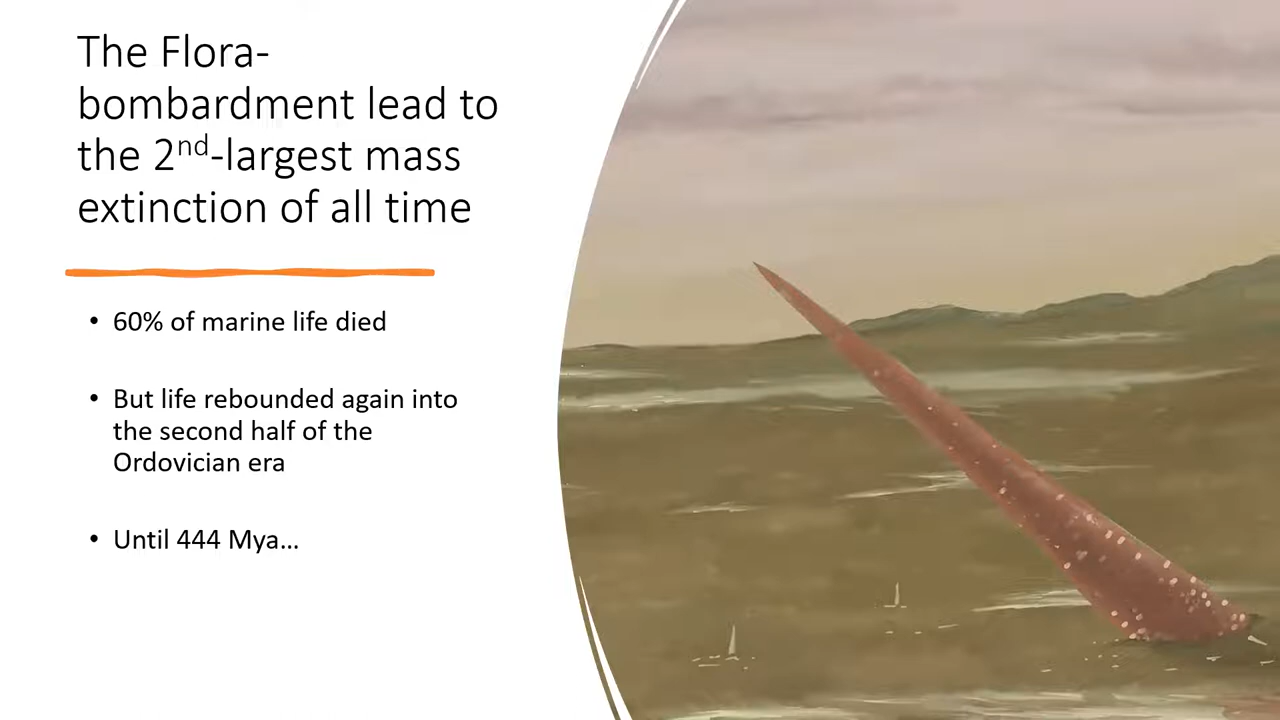 The Flora-
bombardment lead to
the 2nd-largest mass
extinction of all time
• 60% of marine life died
• But life rebounded again into
the second half of the
Ordovician era
• Until 444 Mya…